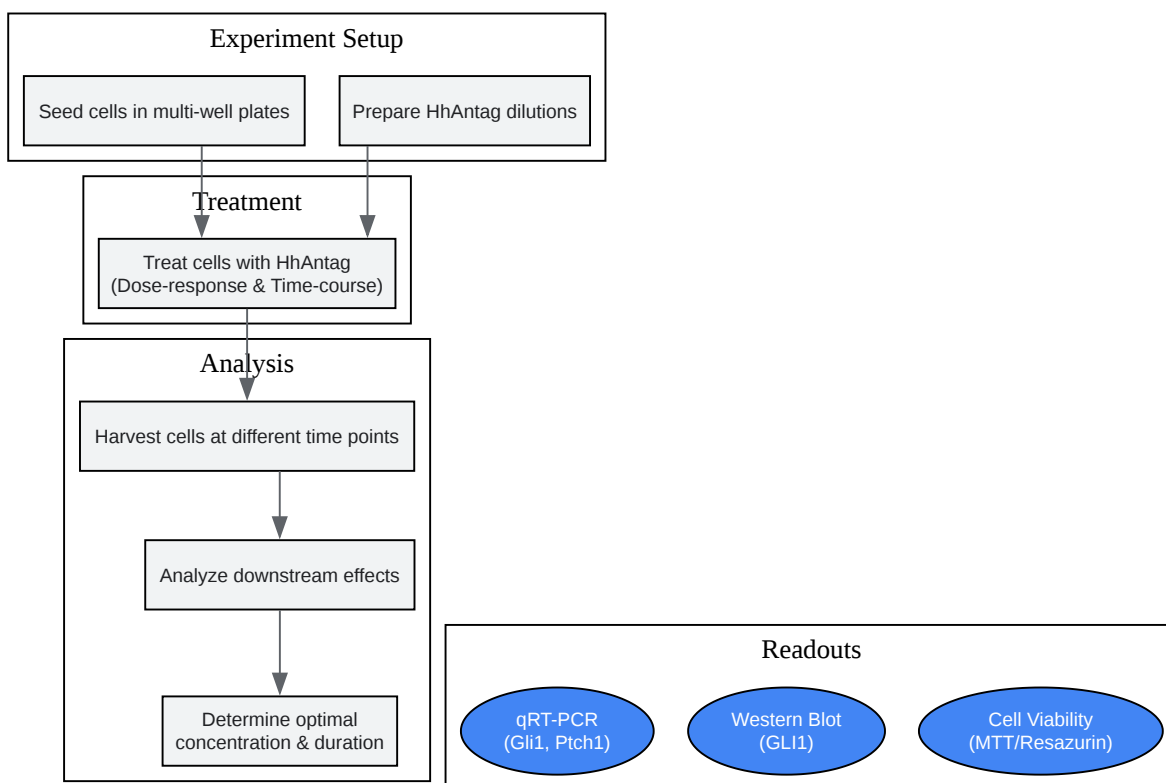 Experiment Setup
Seed cells in multi-well plates
Prepare HhAntag dilutions
Treatment
Treat cells with HhAntag
(Dose-response & Time-course)
Analysis
Harvest cells at different time points
Analyze downstream effects
Determine optimal
concentration & duration
Readouts
qRT-PCR
(Gli1, Ptch1)
Western Blot
(GLI1)
Cell Viability
(MTT/Resazurin)